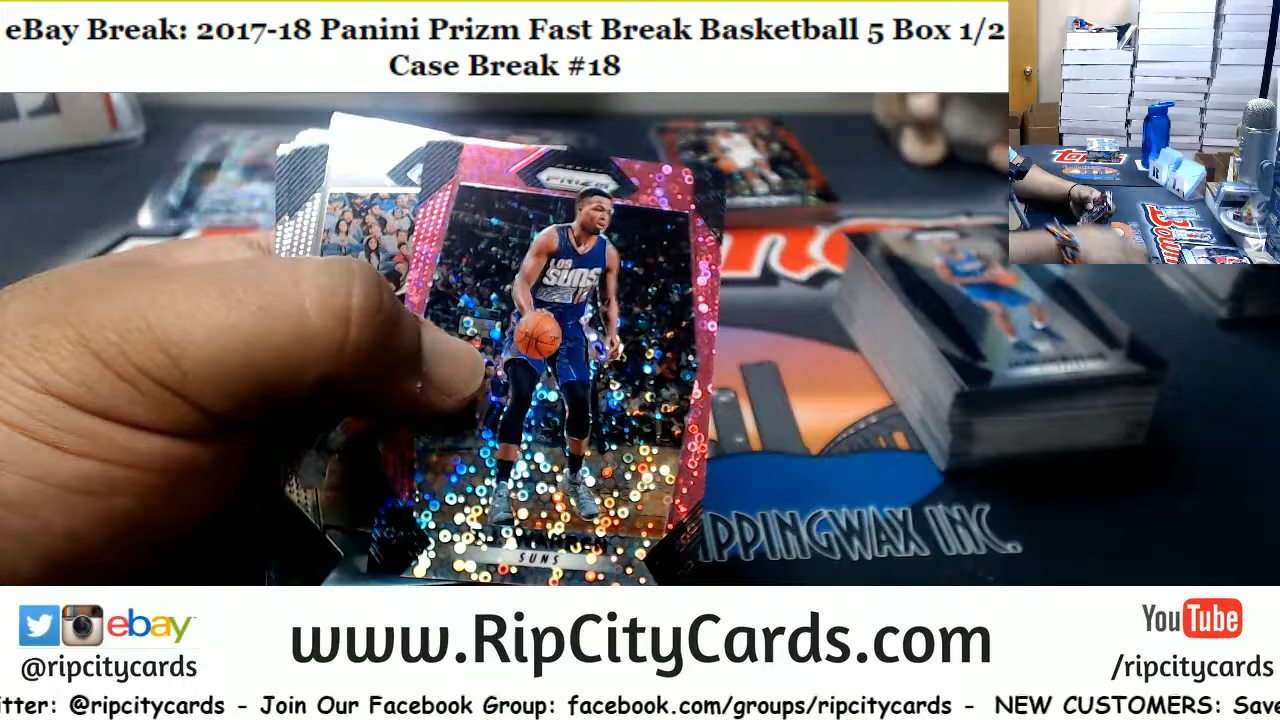 eBay Break: 2017-18 Panini Prizm Fast Break Basketball 5 Box 1/2
Case Break #18
PRIZM
LOS
SUNS
SUNS
PPINGWAX INC.
ebay
@ripcitycards
www.RipCityCards.com
YouTube
/ripcitycards
itter: @ripcitycards - Join Our Facebook Group: facebook.com/groups/ripcitycards - NEW CUSTOMERS: Save